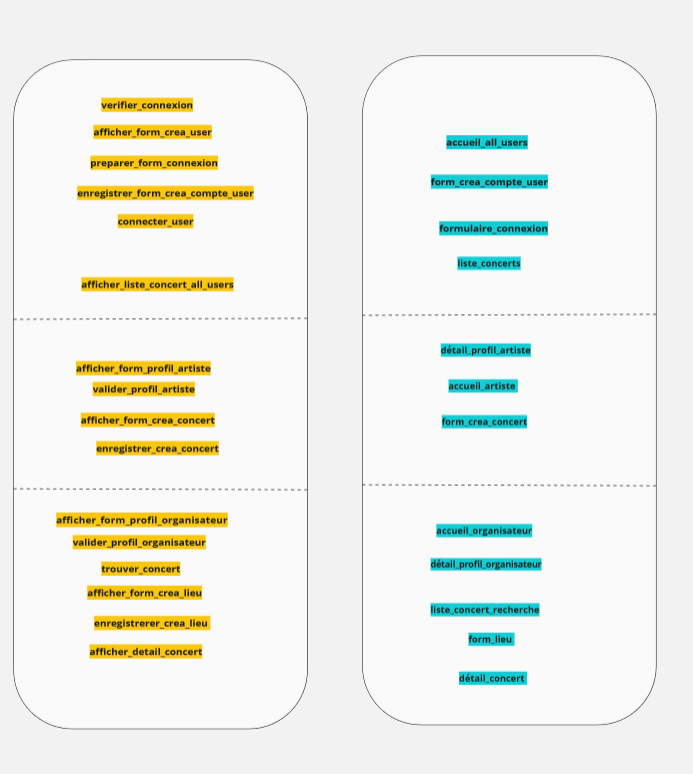 verifier_connexion
afficher_form_crea_user
preparer_form_connexion
enregistrer_form_crea_compte_user
connecter_user
afficher_liste_concert_all_users
afficher_form_profil_artiste
valider_profil_artiste
afficher_form_crea_concert
enregistrer_crea_concert
afficher_form_profil_organisateur
valider_profil_organisateur
trouver_concert
afficher_form_crea_lieu
enregistrerer_crea_lieu
afficher_detail_concert
accueil_all_users
form_crea_compte_user
formulaire_connexion
liste_concerts
détail_profil_artiste
accueil_artiste
form_crea_concert
accueil_organisateur
détail_profil_organisateur
liste_concert_recherche
form_lieu
détail_concert